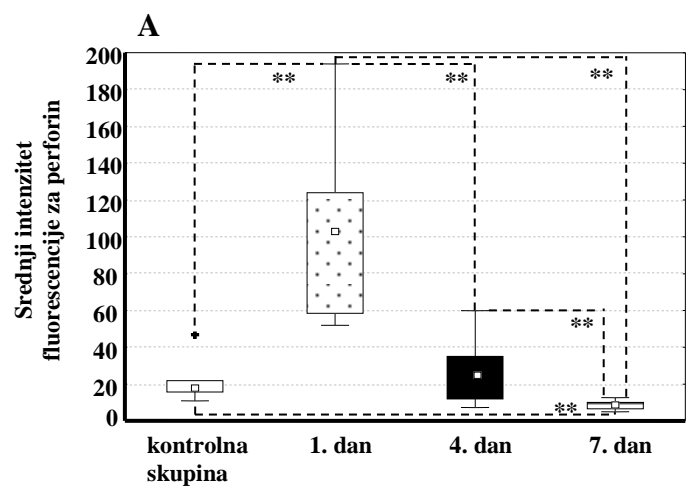 A
Srednji intenzitet
fluorescencije za perforin
200
180
160
140
120
100
80
60
40
20
0
**
**
**
**
**
kontrolna
skupina
1. dan
4. dan
7. dan